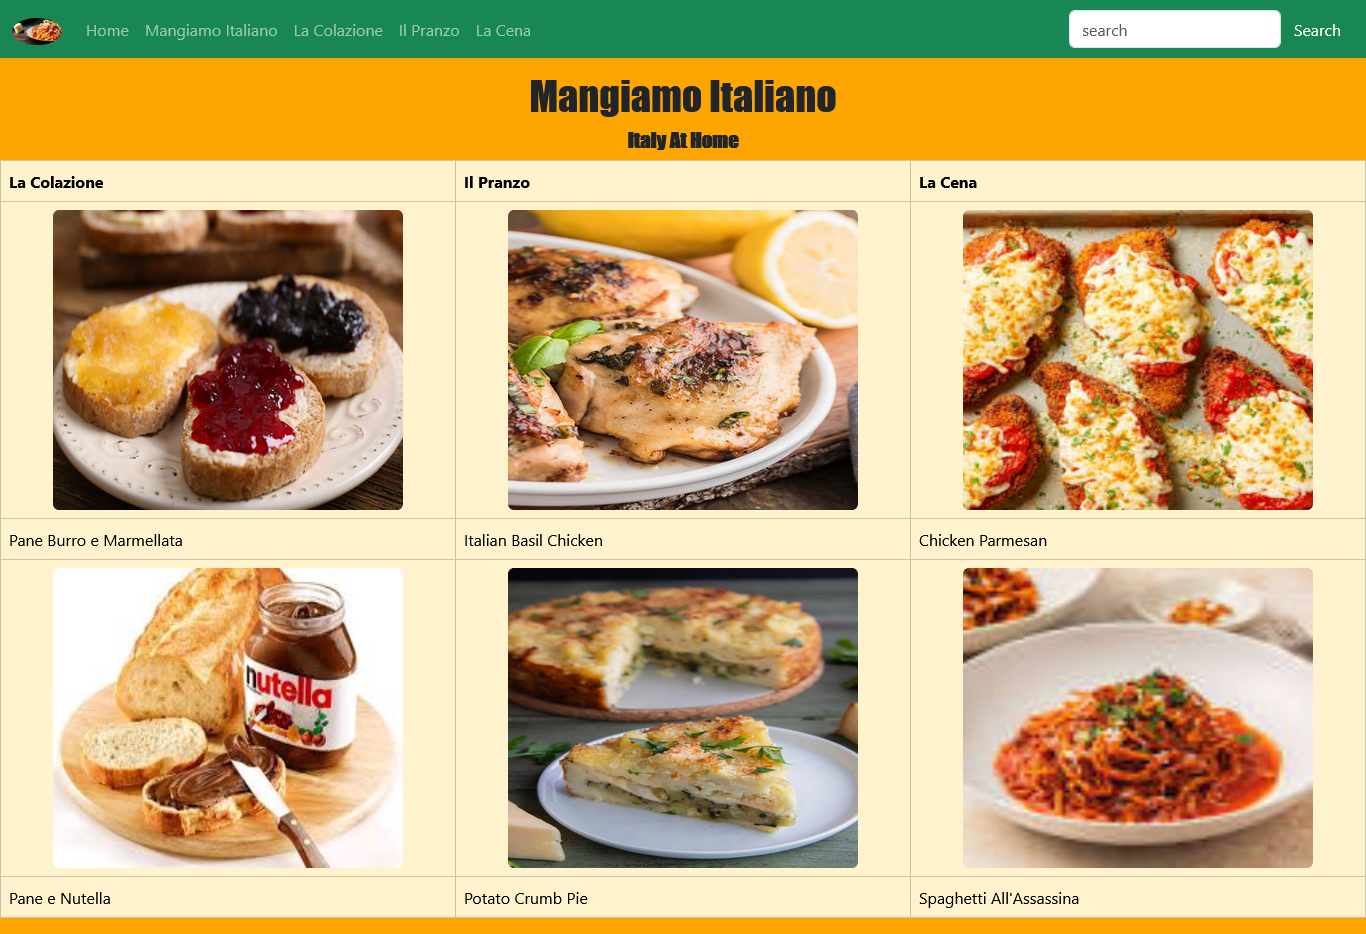 Home Mangiamo Italiano La Colazione Il Pranzo La Cena search Search
Mangiamo Italiano
Italy At Home
La Colazione Il Pranzo La Cena
Pane Burro e Marmellata Italian Basil Chicken Chicken Parmesan
nutella
Pane e Nutella Potato Crumb Pie Spaghetti All'Assassina